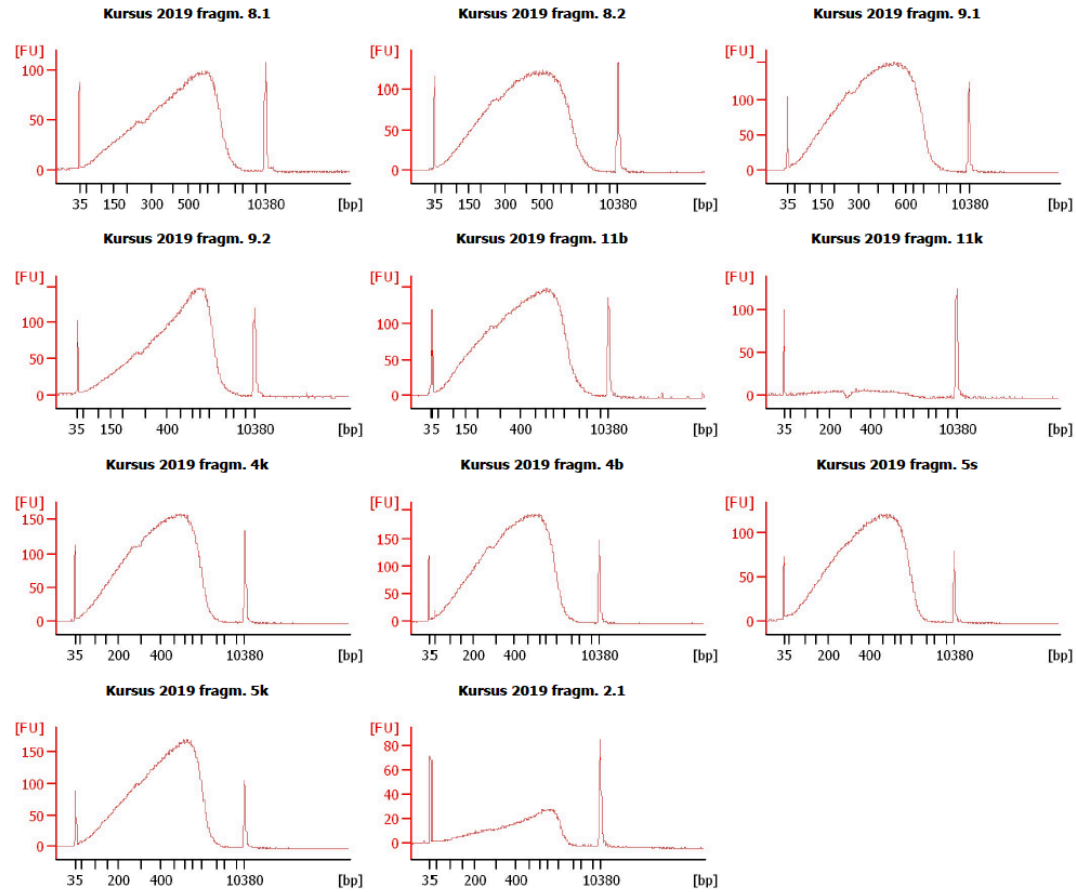 Kursus 2019 fragm. 8.1
[FU]
100
50
0
35 150 300 500 10380 [bp]
Kursus 2019 fragm. 8.2
[FU]
100
50
0
35 150 300 500 10380 [bp]
Kursus 2019 fragm. 9.1
[FU]
100
50
0
35 150 300 600 10380 [bp]
Kursus 2019 fragm. 9.2
[FU]
100
50
0
35 150 400 10380 [bp]
Kursus 2019 fragm. 11b
[FU]
100
50
0
35 150 400 10380 [bp]
Kursus 2019 fragm. 11k
[FU]
100
50
0
35 200 400 10380 [bp]
Kursus 2019 fragm. 4k
[FU]
150
100
50
0
35 200 400 10380 [bp]
Kursus 2019 fragm. 4b
[FU]
150
100
50
0
35 200 400 10380 [bp]
Kursus 2019 fragm. 5s
[FU]
100
50
0
35 200 400 10380 [bp]
Kursus 2019 fragm. 5k
[FU]
150
100
50
0
35 200 400 10380 [bp]
Kursus 2019 fragm. 2.1
[FU]
80
60
40
20
0
35 200 400 10380 [bp]